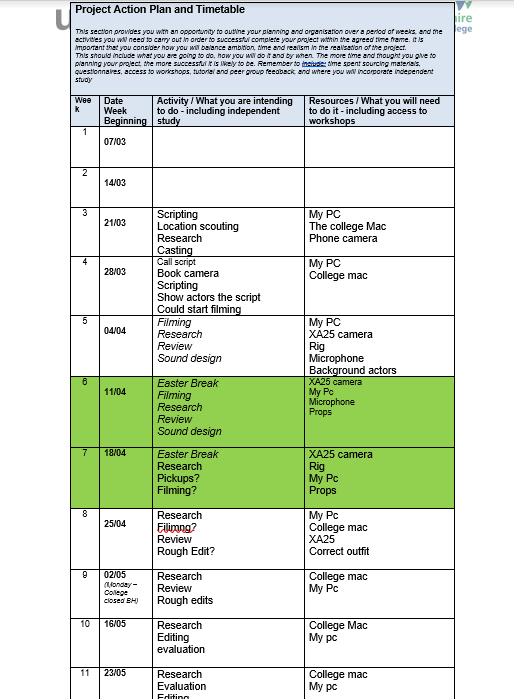 Project Action Plan and Timetable
This section provides you with an opportunity to outline your planning and organisation over a period of weeks, and the
activities you will need to carry out in order to successful complete your project within the agreed time frame. It is
important that you consider how you will balance ambition, time and realism in the realisation of the project.
This should include what you are going to do, how you will do it and by when. The more time and thought you give to
planning your project, the more successful it is likely to be. Remember to include: time spent sourcing materials,
questionnaires, access to workshops, tutorial and peer group feedback, and where you will incorporate independent
study
Wee
k
Date
Week
Beginning
Activity / What you are intending
to do - including independent
study
Resources / What you will need
to do it - including access to
workshops
1
07/03
2
14/03
3
21/03
Scripting
Location scouting
Research
Casting
My PC
The college Mac
Phone camera
4
28/03
Call script
Book camera
Scripting
Show actors the script
Could start filming
My PC
College mac
5
04/04
Filming
Research
Review
Sound design
My PC
XA25 camera
Rig
Microphone
Background actors
6
11/04
Easter Break
Filming
Research
Review
Sound design
XA25 camera
My Pc
Microphone
Props
7
18/04
Easter Break
Research
Pickups?
Filming?
XA25 camera
Rig
My Pc
Props
8
25/04
Research
Filimng?
Review
Rough Edit?
My Pc
College mac
XA25
Correct outfit
9
02/05
(Monday –
College
closed BH)
Research
Review
Rough edits
College mac
My Pc
10
16/05
Research
Editing
evaluation
College Mac
My pc
11
23/05
Research
Evaluation
Editing
College mac
My pc